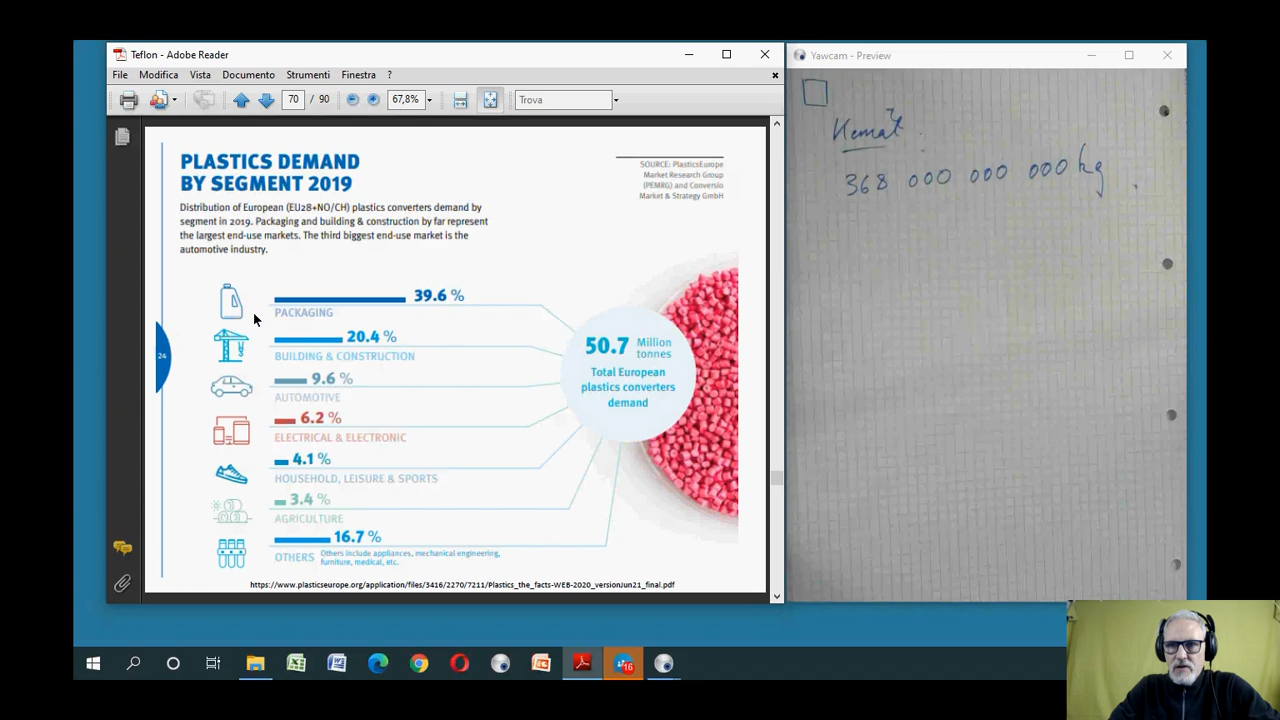 Teflon - Adobe Reader
File Modifica Vista Documento Strumenti Finestra ?
70 / 90 67,8% Trova
PLASTICS DEMAND
BY SEGMENT 2019
SOURCE: PlasticsEurope
Market Research Group
(PEMRG) and Conversio
Market & Strategy GmbH
Distribution of European (EU28+NO/CH) plastics converters demand by
segment in 2019. Packaging and building & construction by far represent
the largest end-use markets. The third biggest end-use market is the
automotive industry.
39.6 %
PACKAGING
20.4 %
BUILDING & CONSTRUCTION
9.6 %
AUTOMOTIVE
6.2 %
ELECTRICAL & ELECTRONIC
4.1 %
HOUSEHOLD, LEISURE & SPORTS
3.4 %
AGRICULTURE
16.7 %
OTHERS Others include appliances, mechanical engineering,
furniture, medical, etc.
50.7 Million
tonnes
Total European
plastics converters
demand
24
https://www.plasticseurope.org/application/files/3416/2270/7211/Plastics_the_facts-WEB-2020_versionJun21_final.pdf
Yawcam - Preview
368 000 000 000 kg
16